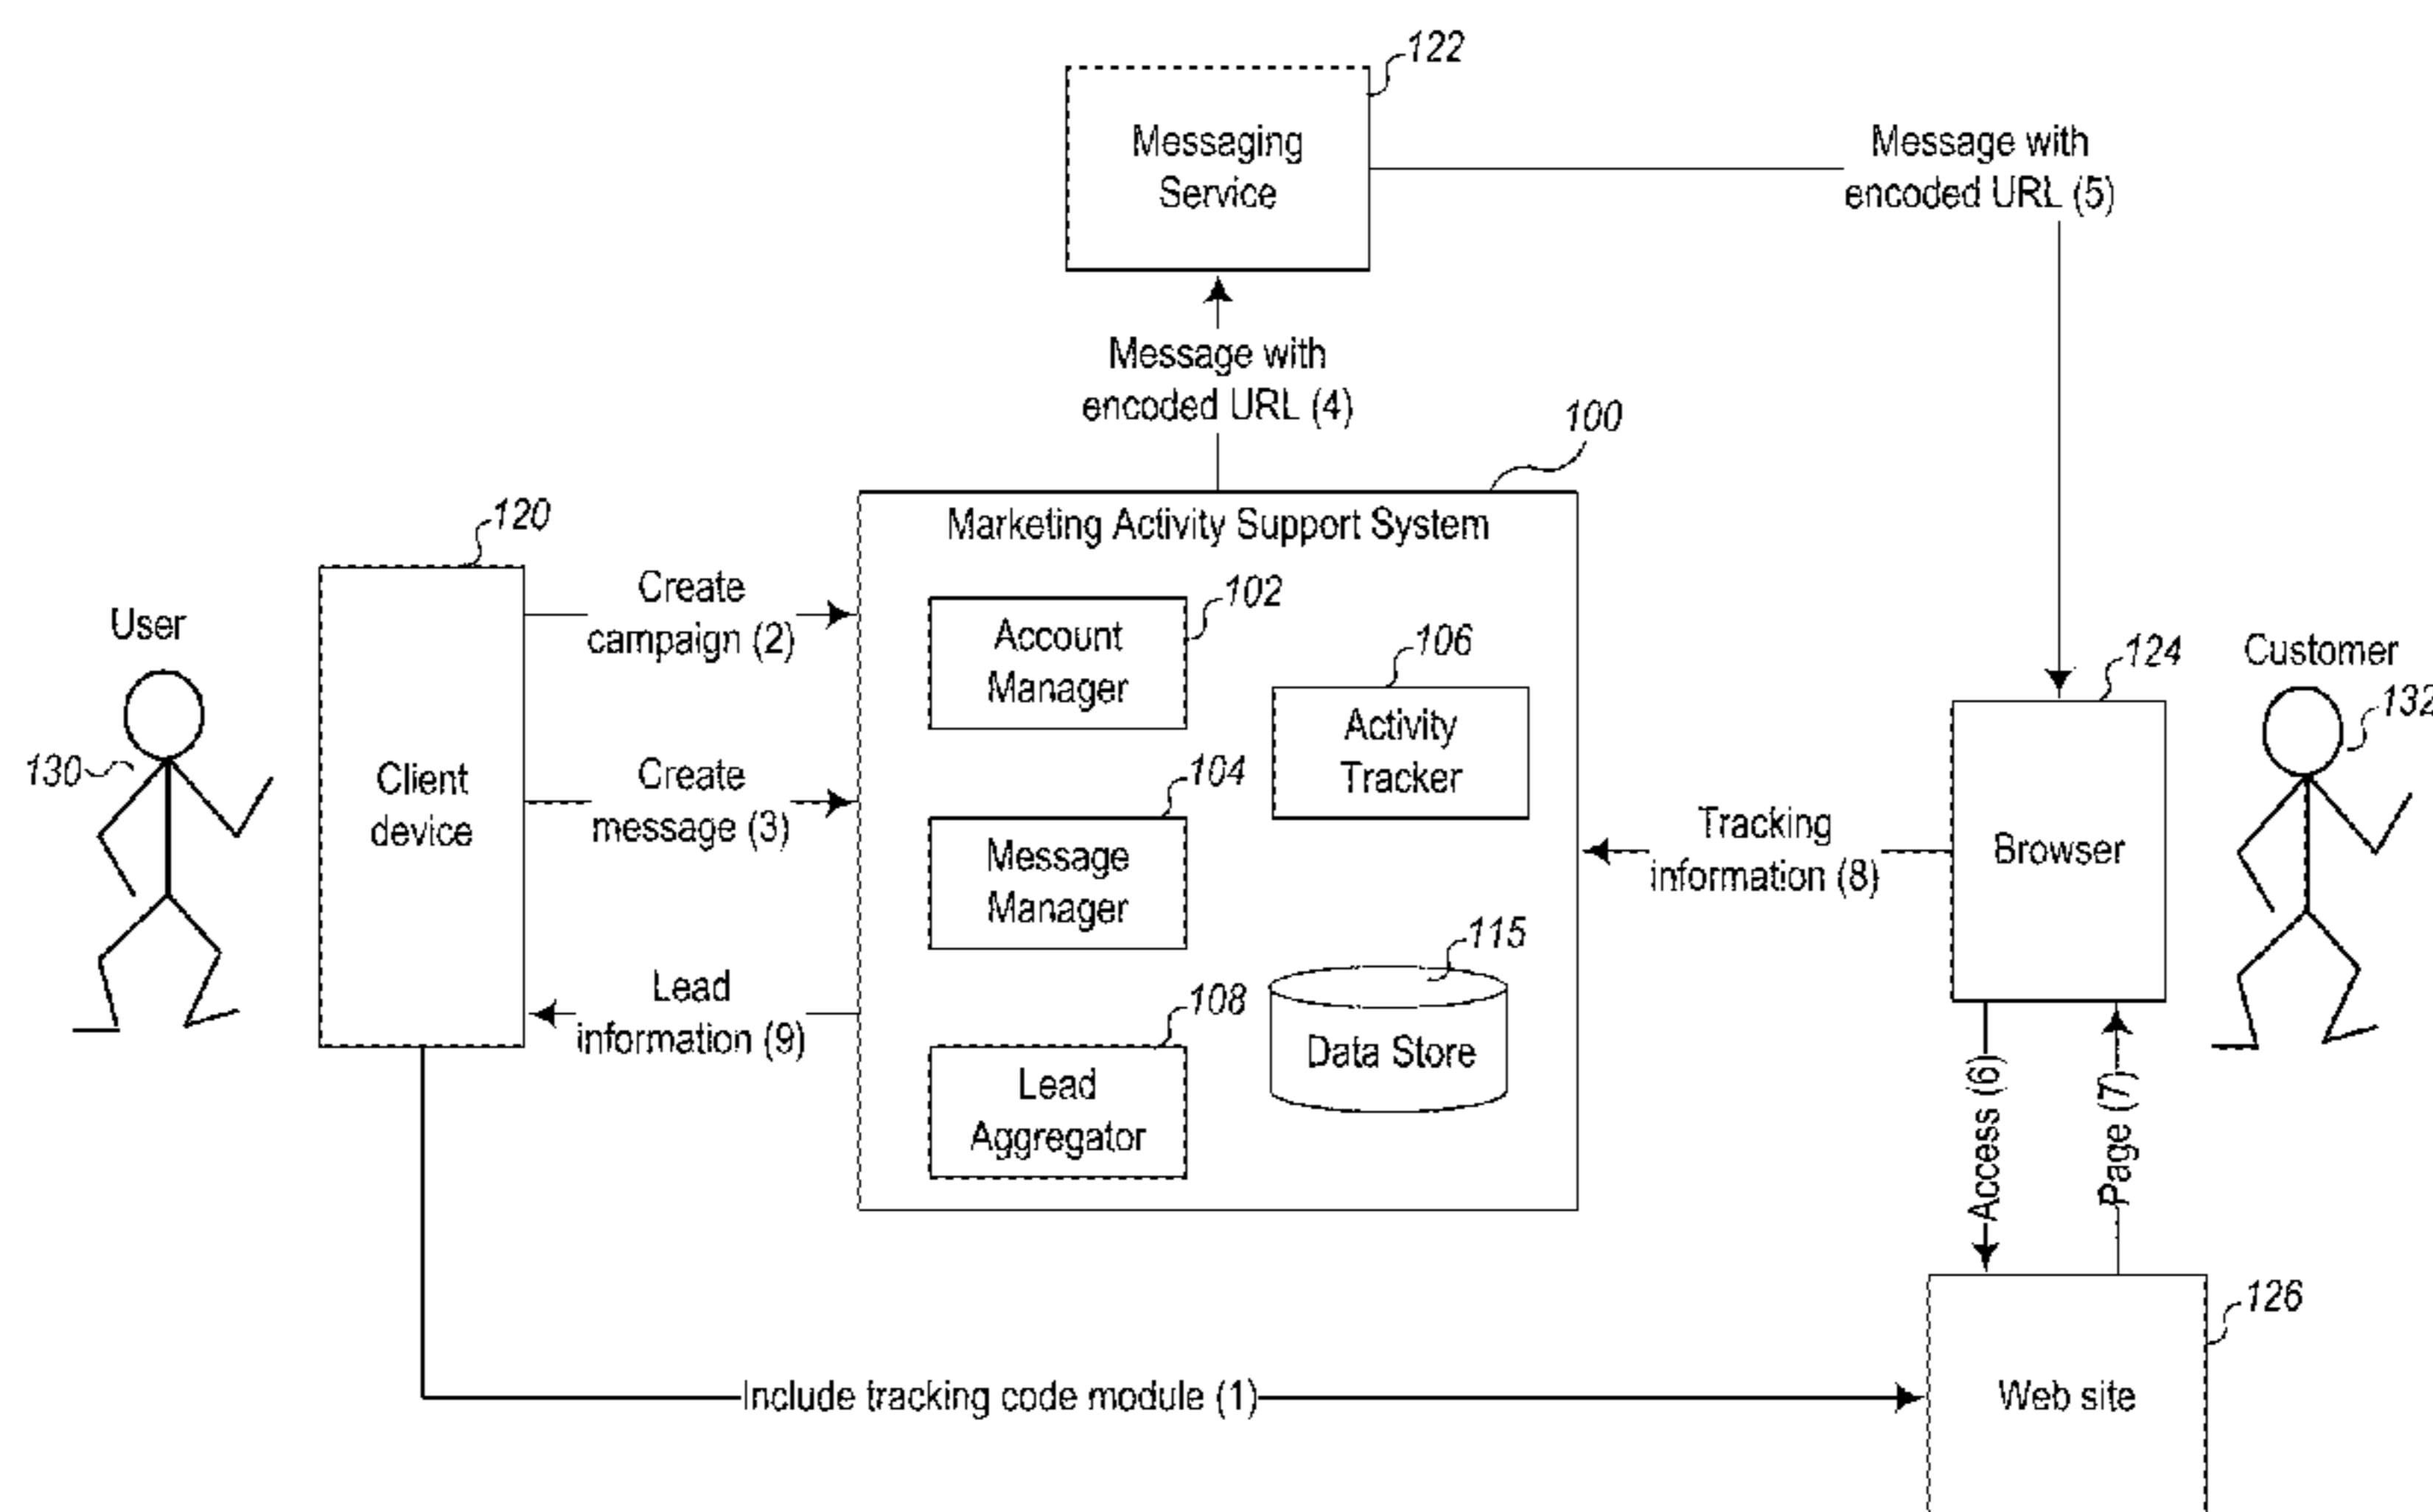 122
Messaging
Service
Message with
encoded URL (5)
Message with
encoded URL (4)
100
Marketing Activity Support System
120
Client
device
User
130
Create
campaign (2)
Create
message (3)
Lead
information (9)
102
Account
Manager
106
Activity
Tracker
104
Message
Manager
115
Data Store
108
Lead
Aggregator
Tracking
information (8)
124
Browser
Customer
132
Access (6)
Page (7)
126
Web site
Include tracking code module (1)